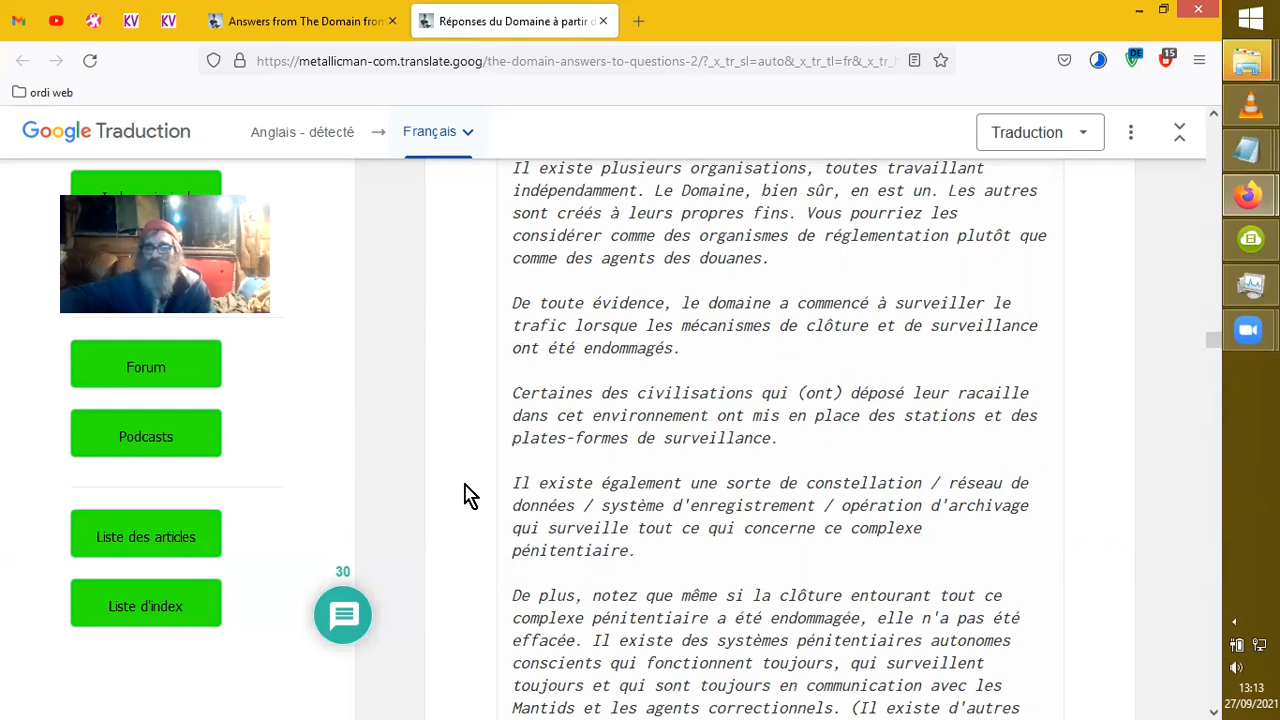 Answers from The Domain from
Réponses du Domaine à partir d
https://metallicman-com.translate.goog/the-domain-answers-to-questions-2/?_x_tr_sl=auto&_x_tr_tl=fr&_x_tr_h
DE
15
ordi web
Google Traduction
Anglais - détecté
Français
Traduction
Forum
Podcasts
Liste des articles
Liste d'index
30
Il existe plusieurs organisations, toutes travaillant
indépendamment. Le Domaine, bien sûr, en est un. Les autres
sont créés à leurs propres fins. Vous pourriez les
considérer comme des organismes de réglementation plutôt que
comme des agents des douanes.
De toute évidence, le domaine a commencé à surveiller le
trafic lorsque les mécanismes de clôture et de surveillance
ont été endommagés.
Certaines des civilisations qui (ont) déposé leur racaille
dans cet environnement ont mis en place des stations et des
plates-formes de surveillance.
Il existe également une sorte de constellation / réseau de
données / système d'enregistrement / opération d'archivage
qui surveille tout ce qui concerne ce complexe
pénitentiaire.
De plus, notez que même si la clôture entourant tout ce
complexe pénitentiaire a été endommagée, elle n'a pas été
effacée. Il existe des systèmes pénitentiaires autonomes
conscients qui fonctionnent toujours, qui surveillent
toujours et qui sont toujours en communication avec les
Mantids et les agents correctionnels. (Il existe d'autres
13:13
27/09/2021